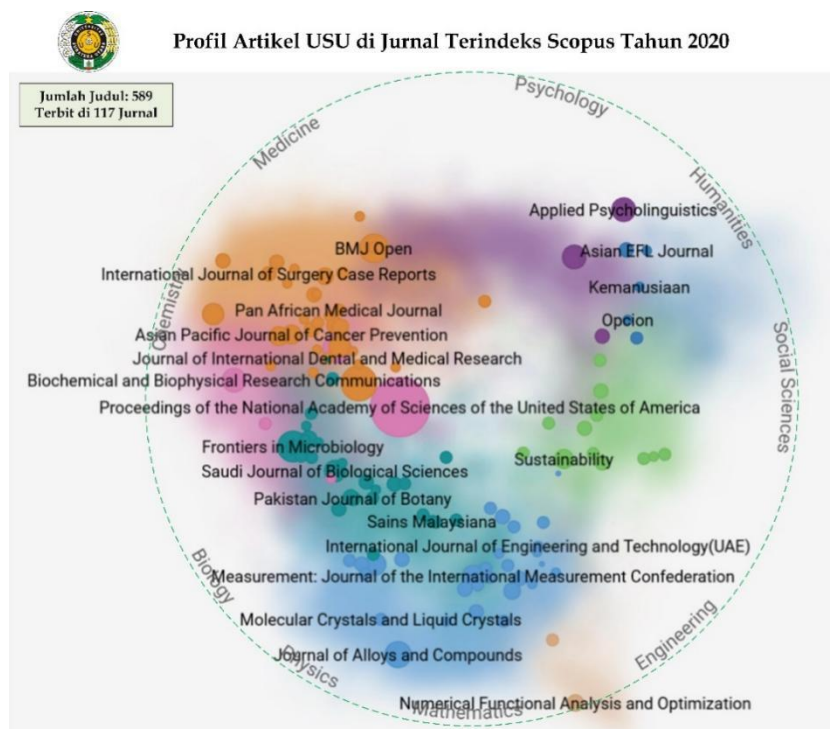 Profil Artikel USU di Jurnal Terindeks Scopus Tahun 2020
Jumlah Judul: 589
Terbit di 117 Jurnal
Psychology
Medicine
Humanities
Applied Psycholinguistics
BMJ Open
Asian EFL Journal
International Journal of Surgery Case Reports
Kemanusiaan
Chemistry
Pan African Medical Journal
Opcion
Asian Pacific Journal of Cancer Prevention
Social Sciences
Journal of International Dental and Medical Research
Biochemical and Biophysical Research Communications
Proceedings of the National Academy of Sciences of the United States of America
Frontiers in Microbiology
Sustainability
Saudi Journal of Biological Sciences
Pakistan Journal of Botany
Sains Malaysiana
International Journal of Engineering and Technology(UAE)
Biology
Measurement: Journal of the International Measurement Confederation
Molecular Crystals and Liquid Crystals
Engineering
Journal of Alloys and Compounds
Physics
Numerical Functional Analysis and Optimization
Mathematics